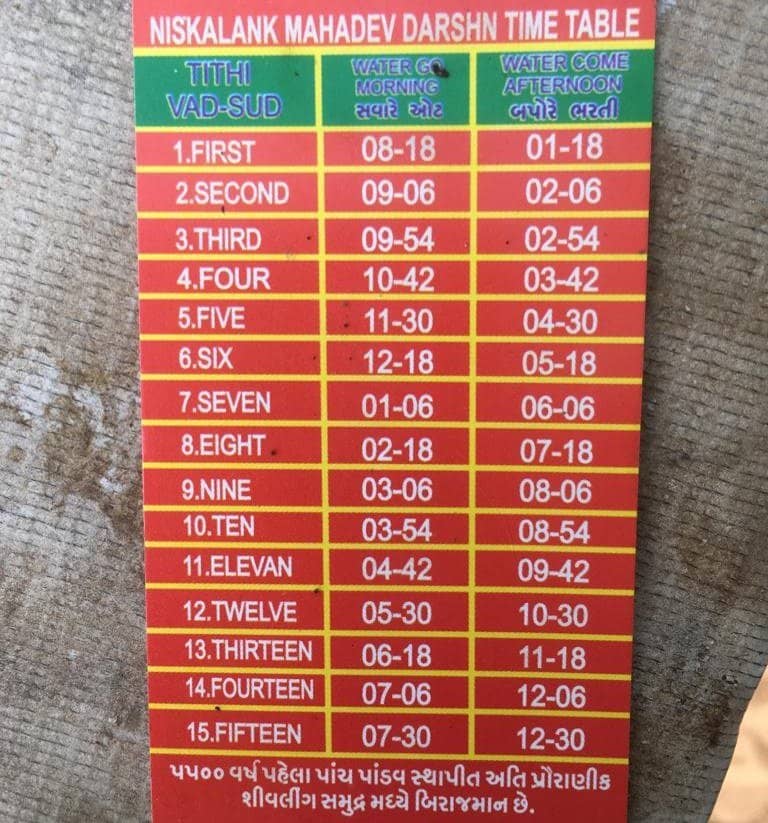 NISKALANK MAHADEV DARSHN TIME TABLE
TITHI VAD-SUD WATER GO MORNING સવારે ઓટ WATER COME AFTERNOON બપોરે ભરતી
1.FIRST 08-18 01-18
2.SECOND 09-06 02-06
3.THIRD 09-54 02-54
4.FOUR 10-42 03-42
5.FIVE 11-30 04-30
6.SIX 12-18 05-18
7.SEVEN 01-06 06-06
8.EIGHT 02-18 07-18
9.NINE 03-06 08-06
10.TEN 03-54 08-54
11.ELEVAN 04-42 09-42
12.TWELVE 05-30 10-30
13.THIRTEEN 06-18 11-18
14.FOURTEEN 07-06 12-06
15.FIFTEEN 07-30 12-30
૫૫૦૦ વર્ષ પહેલા પાંચ પાંડવ સ્થાપીત અતિ પ્રૌરાણીક
શીવલીંગ સમુદ્ર મધ્યે બિરાજમાન છે.